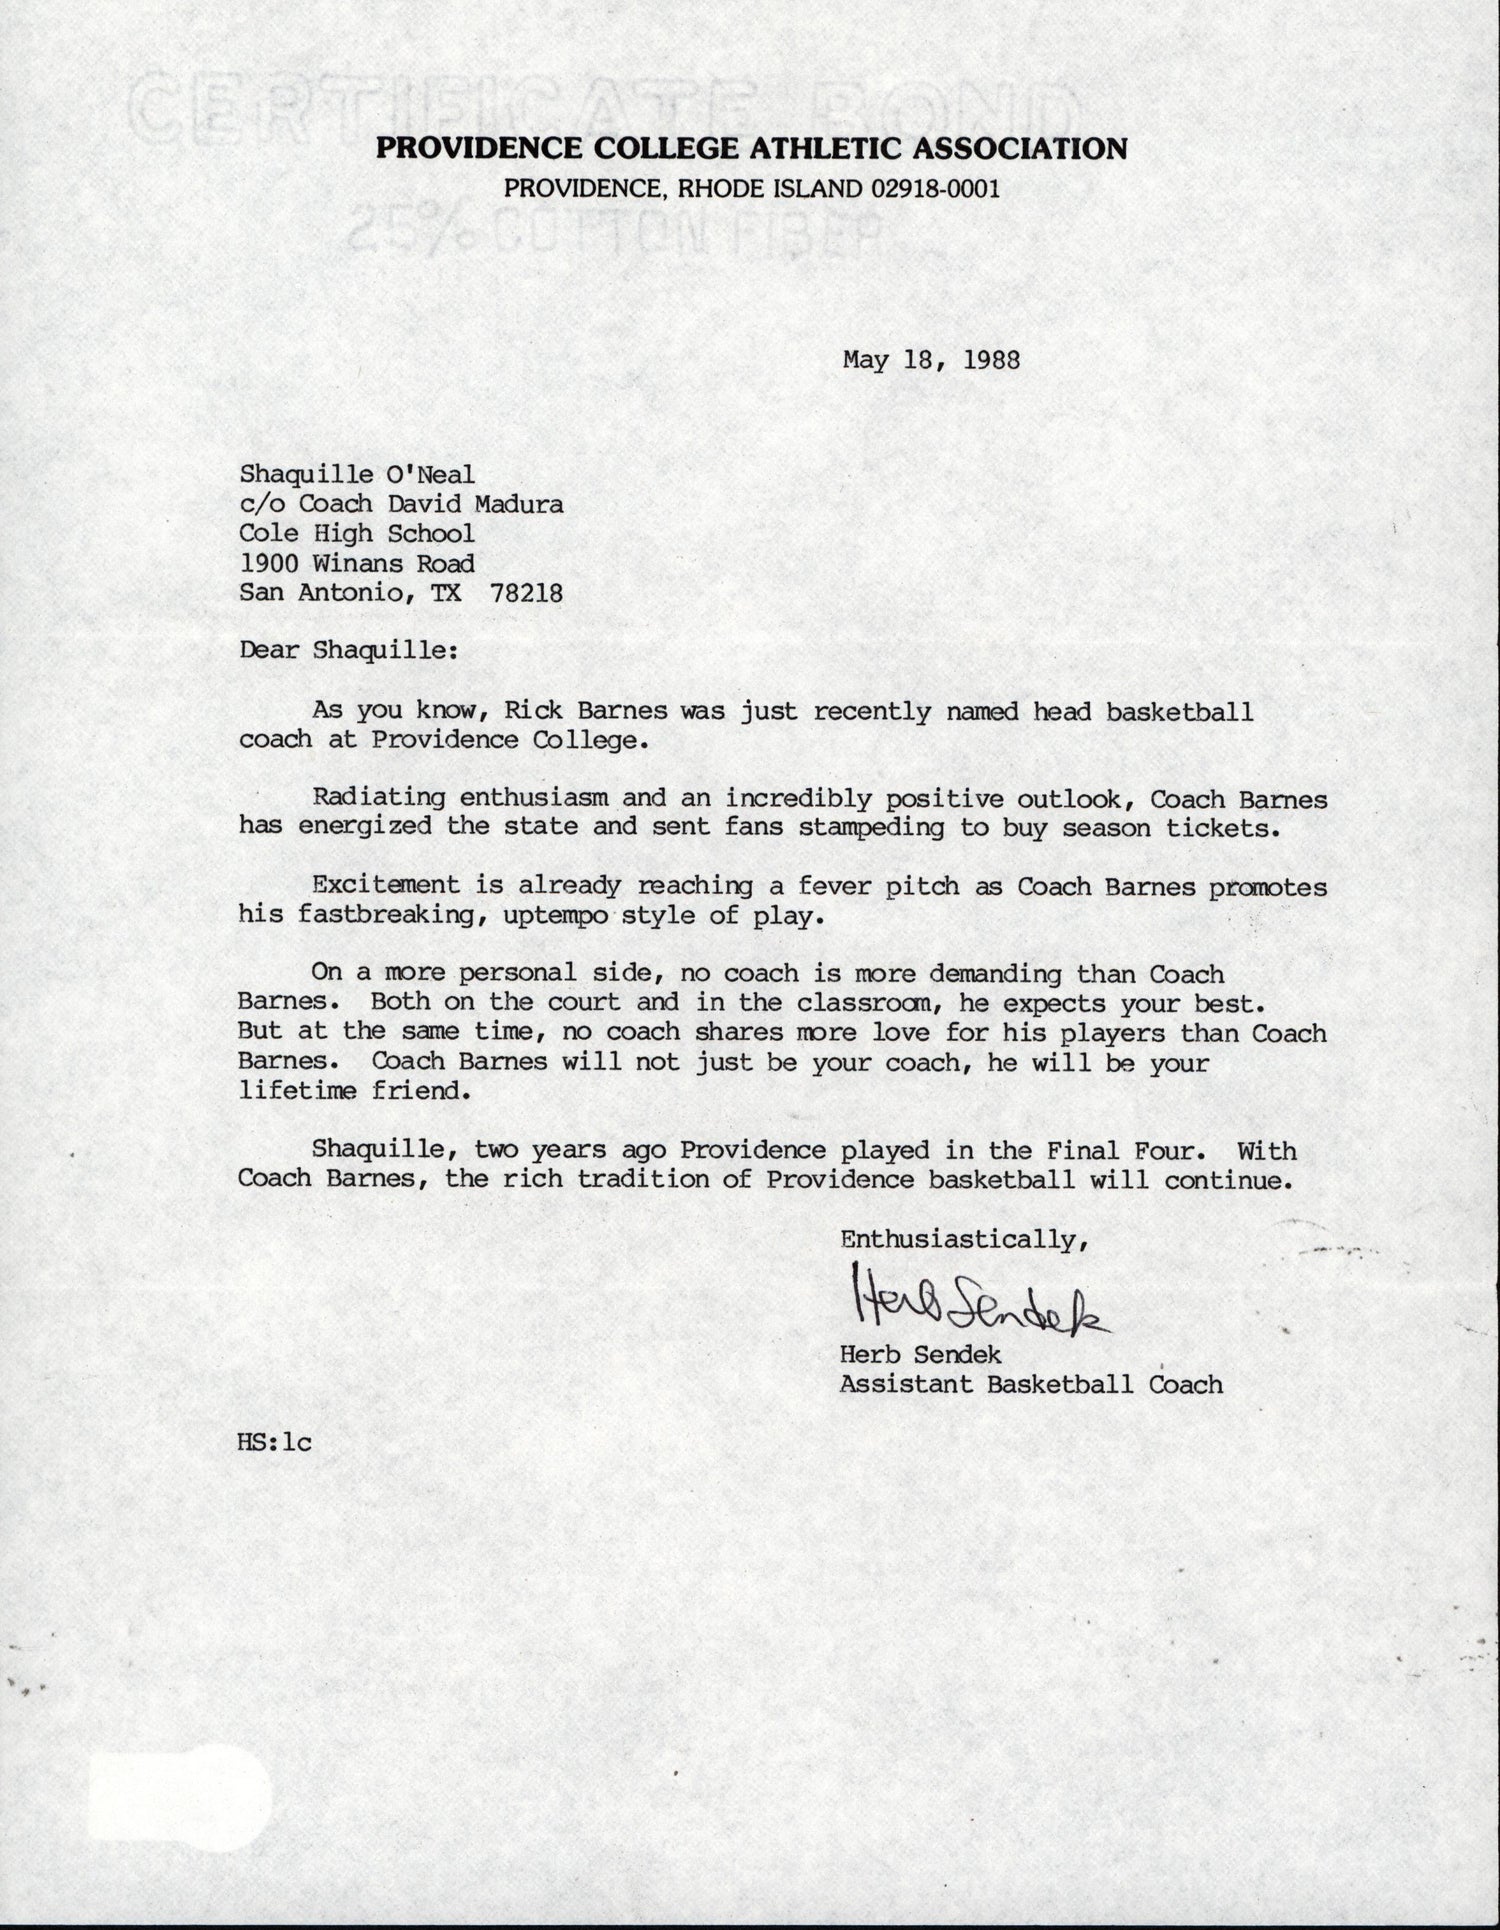 CERTIFICATE BOND
PROVIDENCE COLLEGE ATHLETIC ASSOCIATION
PROVIDENCE, RHODE ISLAND 02918-0001
25% COTTON FIBER
May 18, 1988
Shaquille O'Neal
c/o Coach David Madura
Cole High School
1900 Winans Road
San Antonio, TX  78218
Dear Shaquille:
As you know, Rick Barnes was just recently named head basketball
coach at Providence College.
Radiating enthusiasm and an incredibly positive outlook, Coach Barnes
has energized the state and sent fans stampeding to buy season tickets.
Excitement is already reaching a fever pitch as Coach Barnes promotes
his fastbreaking, uptempo style of play.
On a more personal side, no coach is more demanding than Coach
Barnes.  Both on the court and in the classroom, he expects your best.
But at the same time, no coach shares more love for his players than Coach
Barnes.  Coach Barnes will not just be your coach, he will be your
lifetime friend.
Shaquille, two years ago Providence played in the Final Four.  With
Coach Barnes, the rich tradition of Providence basketball will continue.
Enthusiastically,
Herb Sendek
Herb Sendek
Assistant Basketball Coach
HS:lc